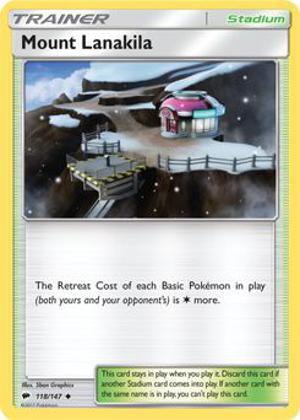 TRAINER Stadium
Mount Lanakila
The Retreat Cost of each Basic Pokémon in play
(both yours and your opponent's) is more.
Illus. 5ban Graphics
118/147
©2017 Pokémon
This card stays in play when you play it. Discard this card if
another Stadium card comes into play. If another card with
the same name is in play, you can't play this card.